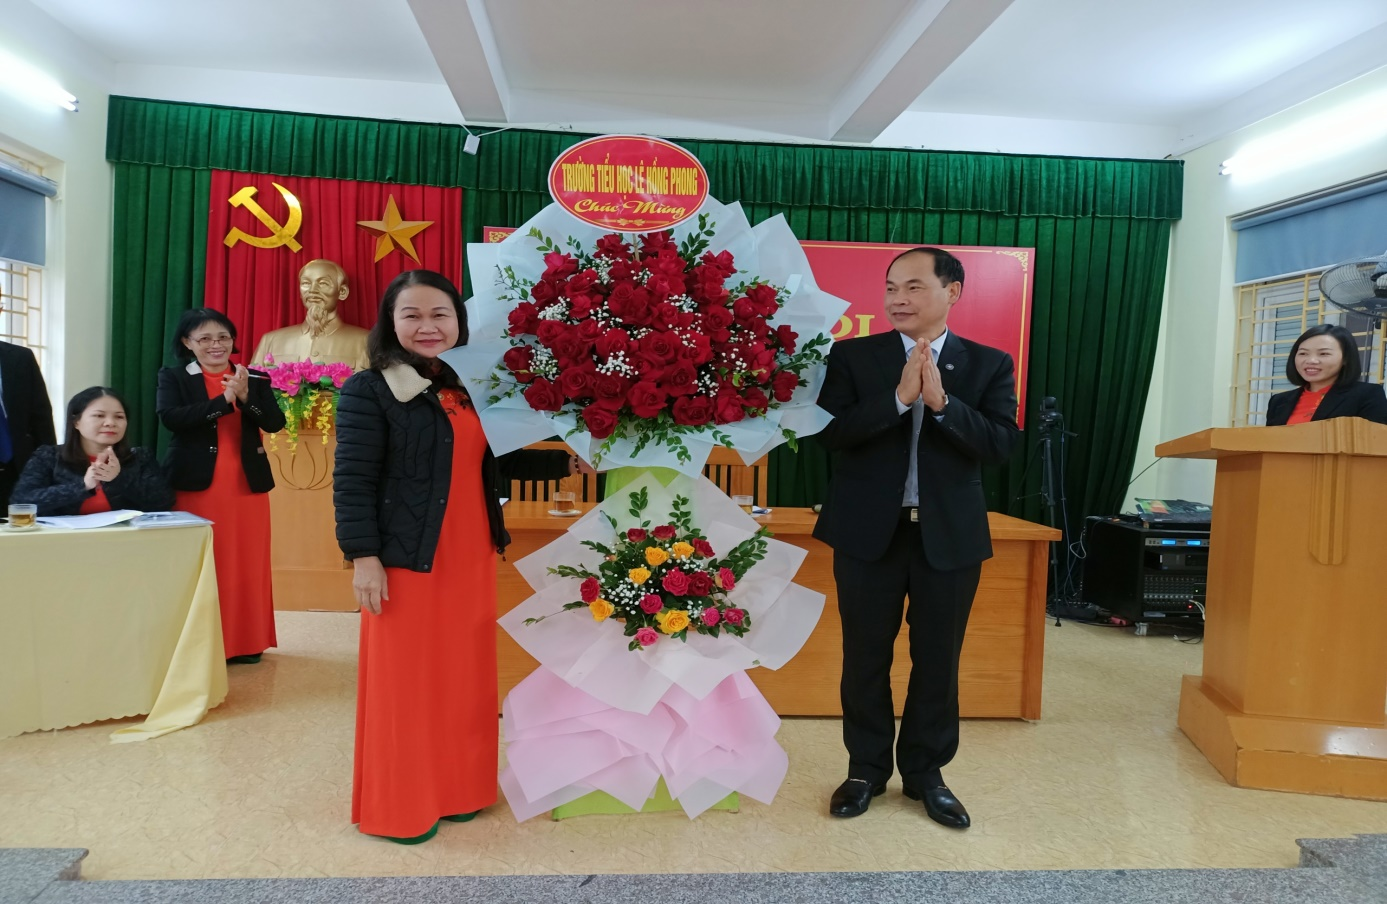 TRƯỜNG TIỂU HỌC LÊ HỒNG PHONG
Chúc Mừng